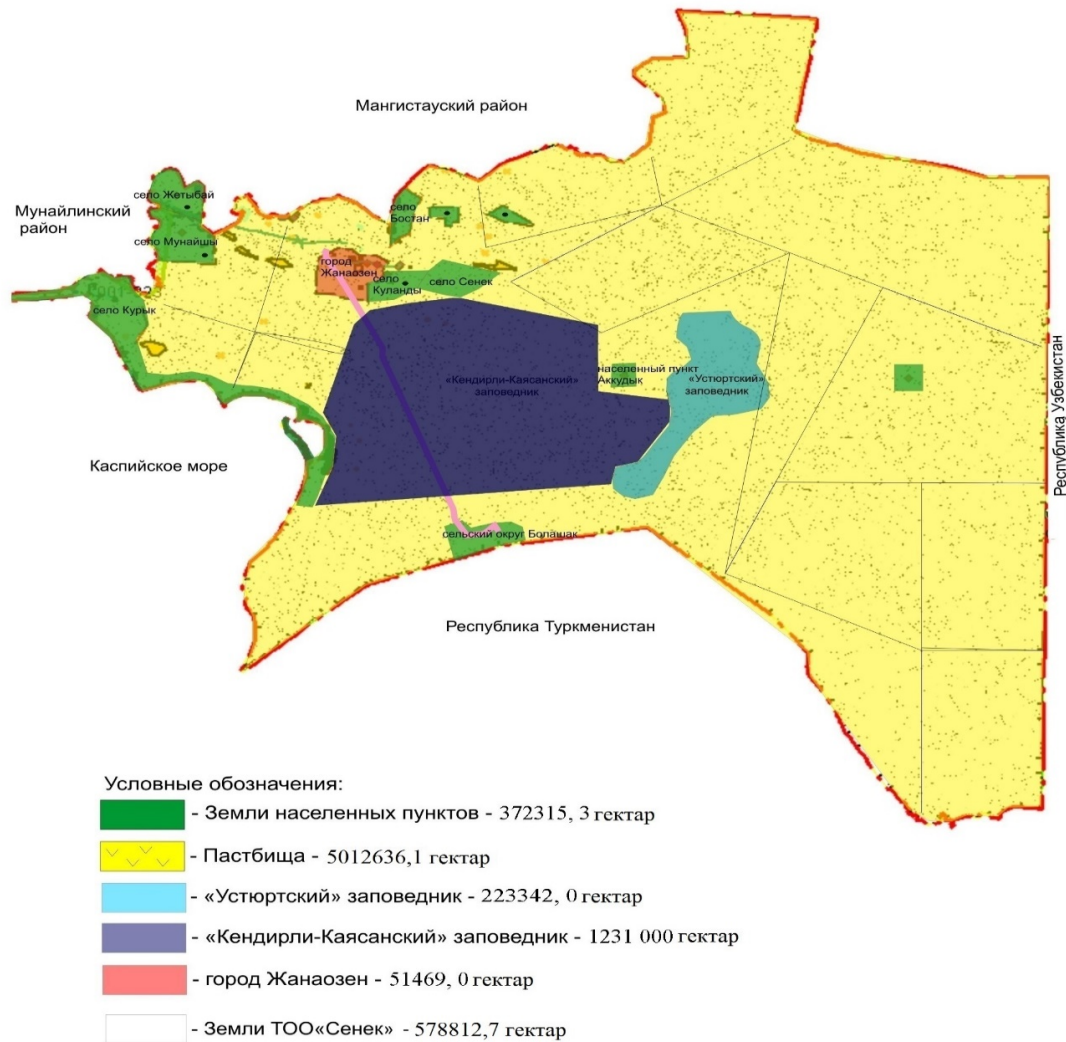 Мангистауский район
село Жетыбай
Мунайлинский
район
село
Бостан
село Мунайшы
город
Жанаозен
село
Куланды
село Сенек
село Курык
населенный пункт
Аккудык
«Кендирли-Каясанский»
заповедник
«Устюртский»
заповедник
Республика Узбекистан
Каспийское море
сельский округ Болашак
Республика Туркменистан
Условные обозначения:
- Земли населенных пунктов - 372315, 3 гектар
- Пастбища - 5012636,1 гектар
- «Устюртский» заповедник - 223342, 0 гектар
- «Кендирли-Каясанский» заповедник - 1231 000 гектар
- город Жанаозен - 51469, 0 гектар
- Земли ТОО«Сенек» - 578812,7 гектар